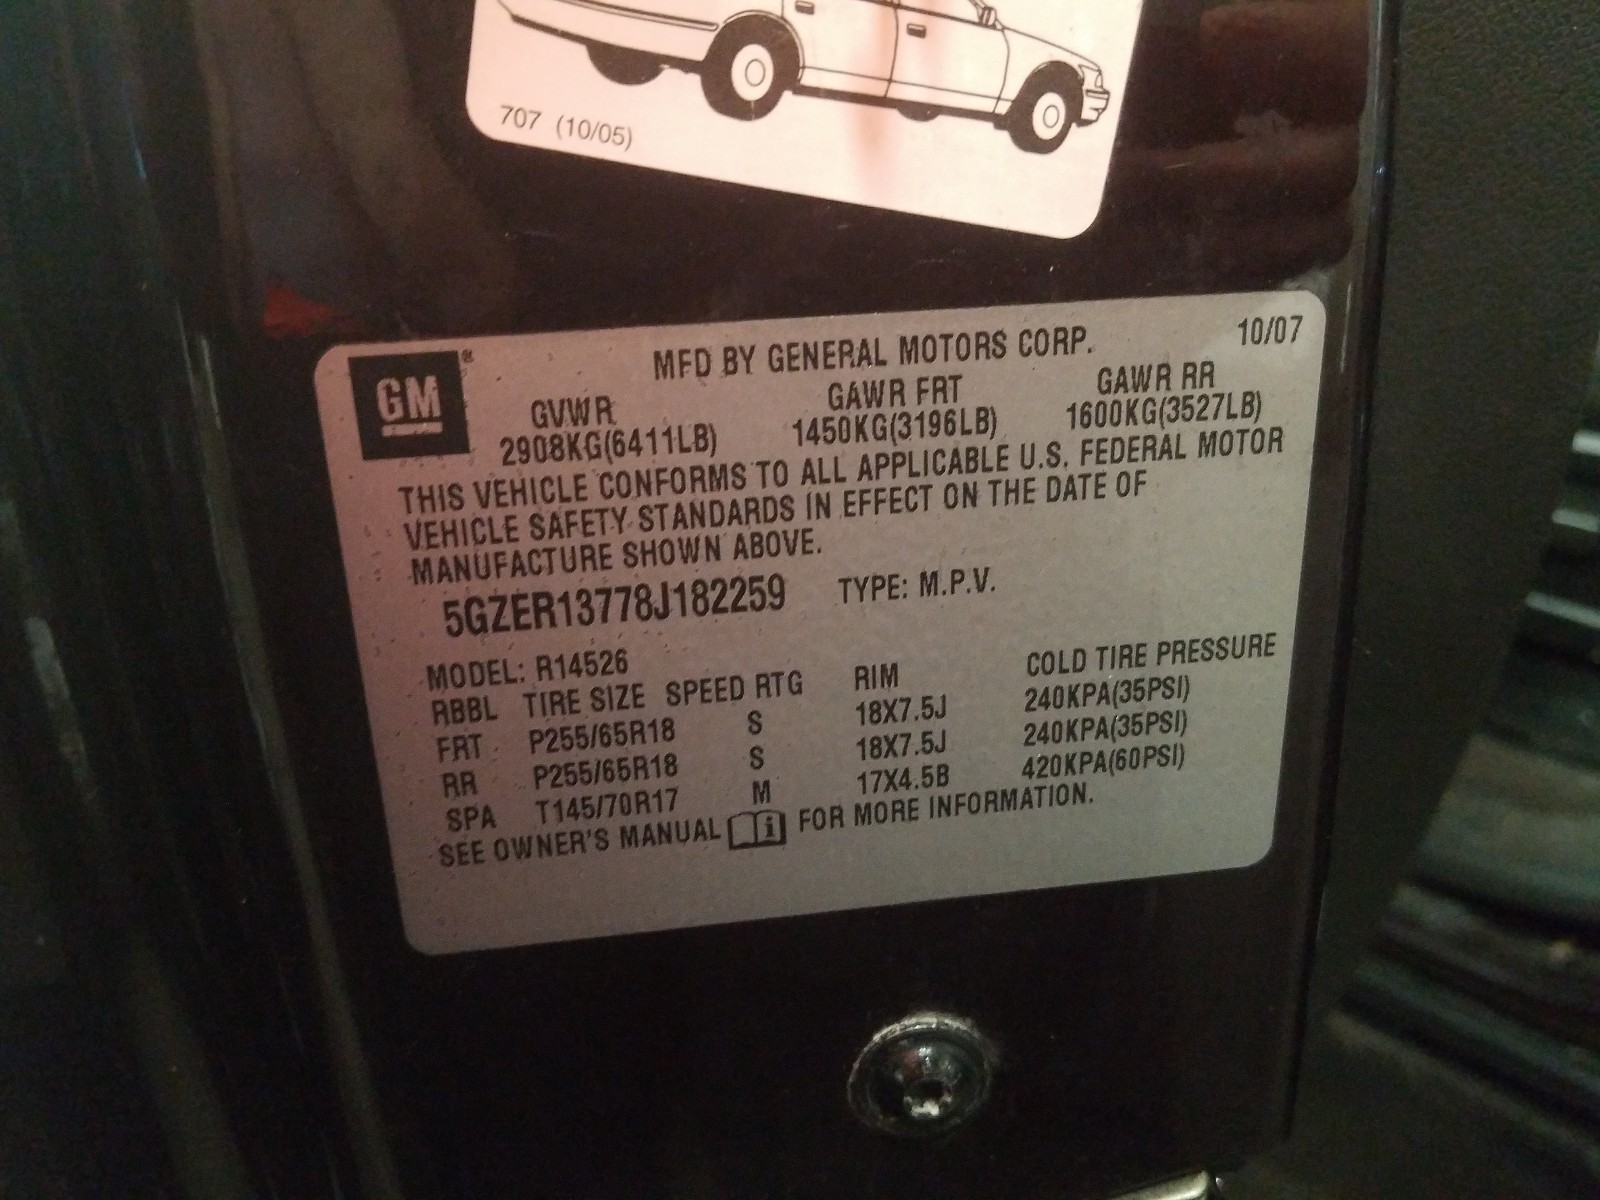 707 (10/05)
GM ®
MFD BY GENERAL MOTORS CORP. 10/07
GVWR GAWR FRT GAWR RR
2908KG(6411LB) 1450KG(3196LB) 1600KG(3527LB)
THIS VEHICLE CONFORMS TO ALL APPLICABLE U.S. FEDERAL MOTOR
VEHICLE SAFETY STANDARDS IN EFFECT ON THE DATE OF
MANUFACTURE SHOWN ABOVE.
5GZER13778J182259 TYPE: M.P.V.
MODEL: R14526
RBBL TIRE SIZE SPEED RTG RIM COLD TIRE PRESSURE
FRT P255/65R18 S 18X7.5J 240KPA(35PSI)
RR P255/65R18 S 18X7.5J 240KPA(35PSI)
SPA T145/70R17 M 17X4.5B 420KPA(60PSI)
SEE OWNER'S MANUAL i FOR MORE INFORMATION.